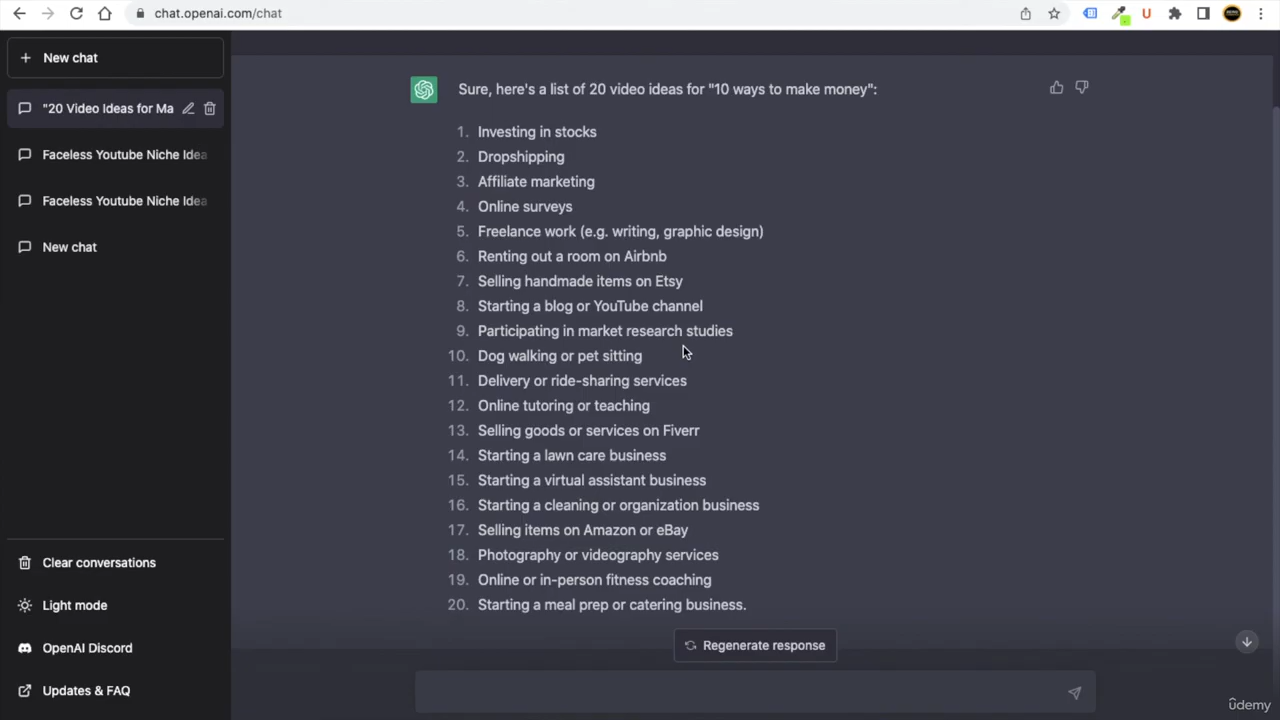 chat.openai.com/chat
New chat
"20 Video Ideas for Ma
Faceless Youtube Niche Idea
Faceless Youtube Niche Idea
New chat
Clear conversations
Light mode
OpenAI Discord
Updates & FAQ
Sure, here's a list of 20 video ideas for "10 ways to make money":
1. Investing in stocks
2. Dropshipping
3. Affiliate marketing
4. Online surveys
5. Freelance work (e.g. writing, graphic design)
6. Renting out a room on Airbnb
7. Selling handmade items on Etsy
8. Starting a blog or YouTube channel
9. Participating in market research studies
10. Dog walking or pet sitting
11. Delivery or ride-sharing services
12. Online tutoring or teaching
13. Selling goods or services on Fiverr
14. Starting a lawn care business
15. Starting a virtual assistant business
16. Starting a cleaning or organization business
17. Selling items on Amazon or eBay
18. Photography or videography services
19. Online or in-person fitness coaching
20. Starting a meal prep or catering business.
Regenerate response
ûdemy